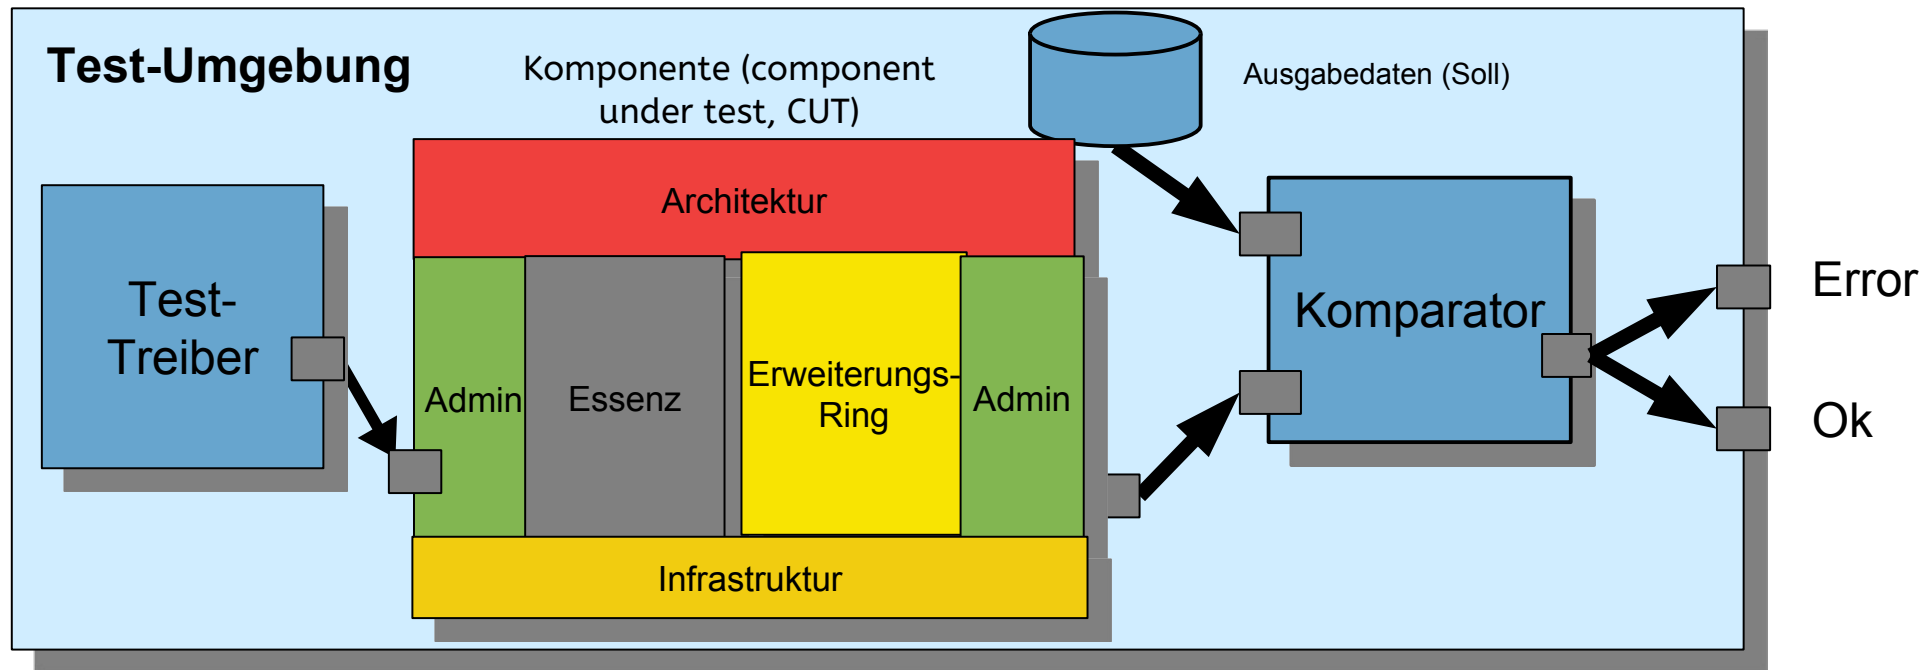 Test-Umgebung
Komponente (component
under test, CUT)
Ausgabedaten (Soll)
Architektur
Test-
Treiber
Admin
Essenz
Erweiterungs-
Ring
Admin
Komparator
Error
Ok
Infrastruktur